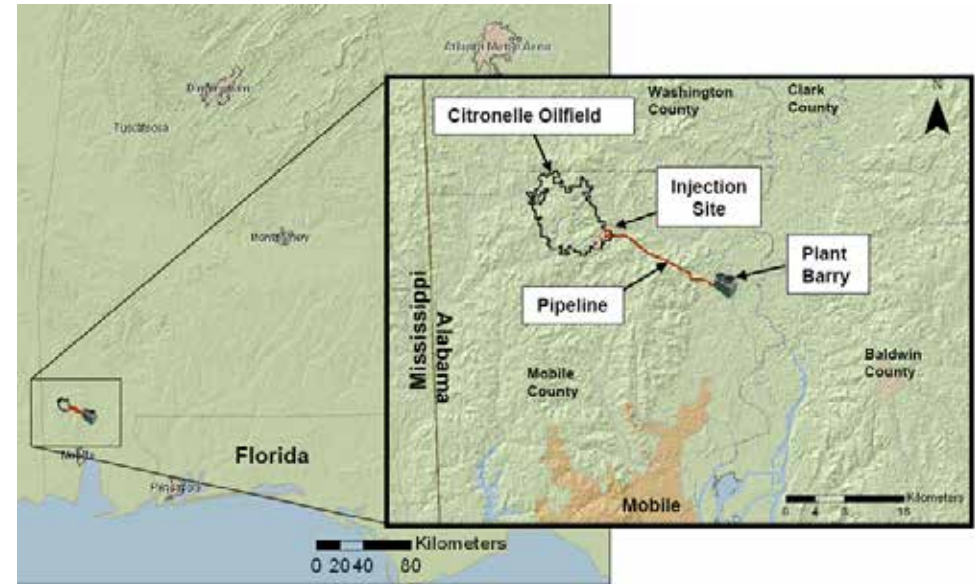 Atlanta Metro Area
Birmingham
Tuscaloosa
Montgomery
Mobile
Pensacola
Florida
Kilometers
0 20 40 80
Washington
County
Clark
County
N
Citronelle Oilfield
Injection
Site
Plant
Barry
Pipeline
Mississippi
Alabama
Mobile
County
Baldwin
County
Mobile
Kilometers
0 4 8 16